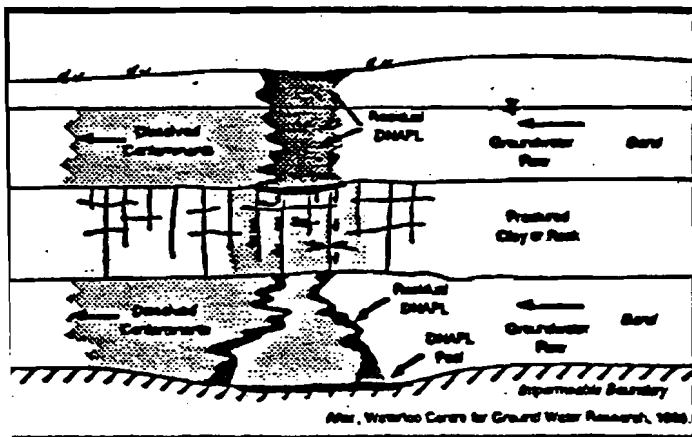 Residual
DNAPL
Dissolved
Contaminants
Groundwater
Flow
Sand
Fractured
Clay or Rock
Residual
DNAPL
Dissolved
Contaminants
DNAPL
Pool
Groundwater
Flow
Sand
Impermeable Boundary
After, Waterloo Centre for Ground Water Research,